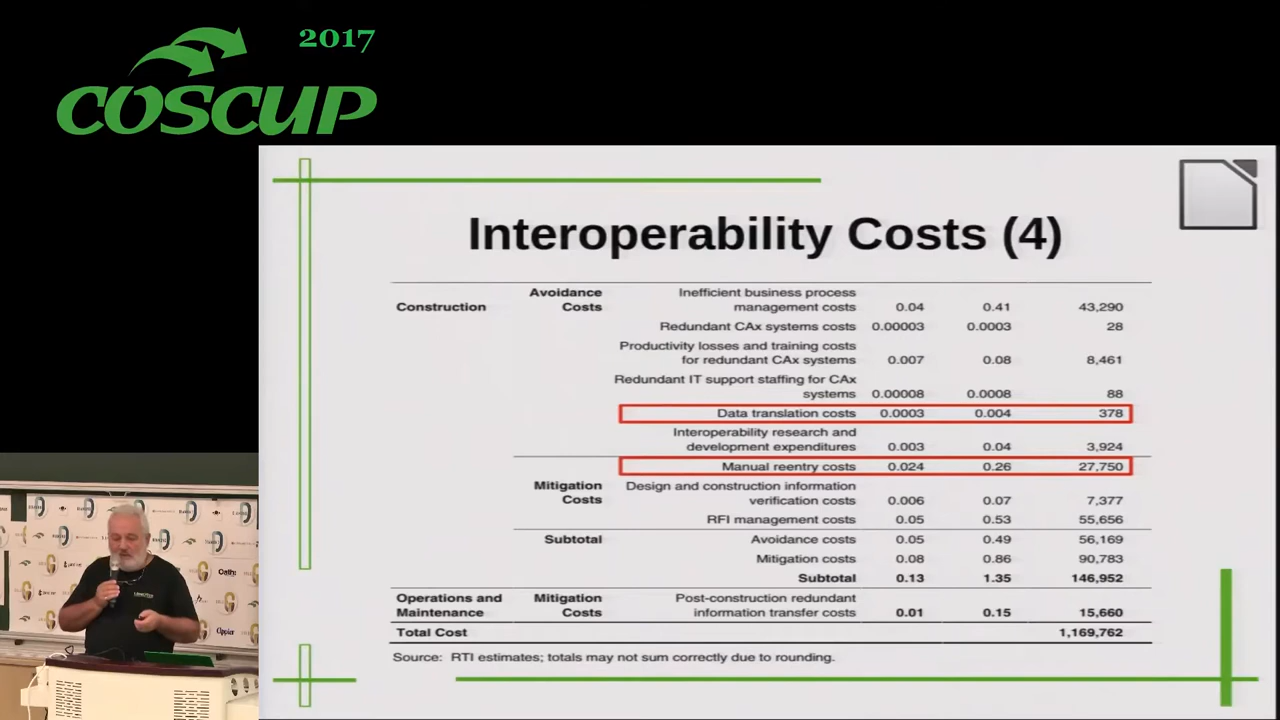 2017
COSCUP
Interoperability Costs (4)
Construction
Avoidance
Costs
Inefficient business process
management costs 0.04 0.41 43,290
Redundant CAx systems costs 0.00003 0.0003 28
Productivity losses and training costs
for redundant CAx systems 0.007 0.08 8,461
Redundant IT support staffing for CAx
systems 0.00008 0.0008 88
Data translation costs 0.0003 0.004 378
Interoperability research and
development expenditures 0.003 0.04 3,924
Manual reentry costs 0.024 0.26 27,750
Mitigation
Costs
Design and construction information
verification costs 0.006 0.07 7,377
RFI management costs 0.05 0.53 55,656
Subtotal Avoidance costs 0.05 0.49 56,169
Mitigation costs 0.08 0.86 90,783
Subtotal 0.13 1.35 146,952
Operations and
Maintenance
Mitigation
Costs
Post-construction redundant
information transfer costs 0.01 0.15 15,660
Total Cost 1,169,762
Source: RTI estimates; totals may not sum correctly due to rounding.